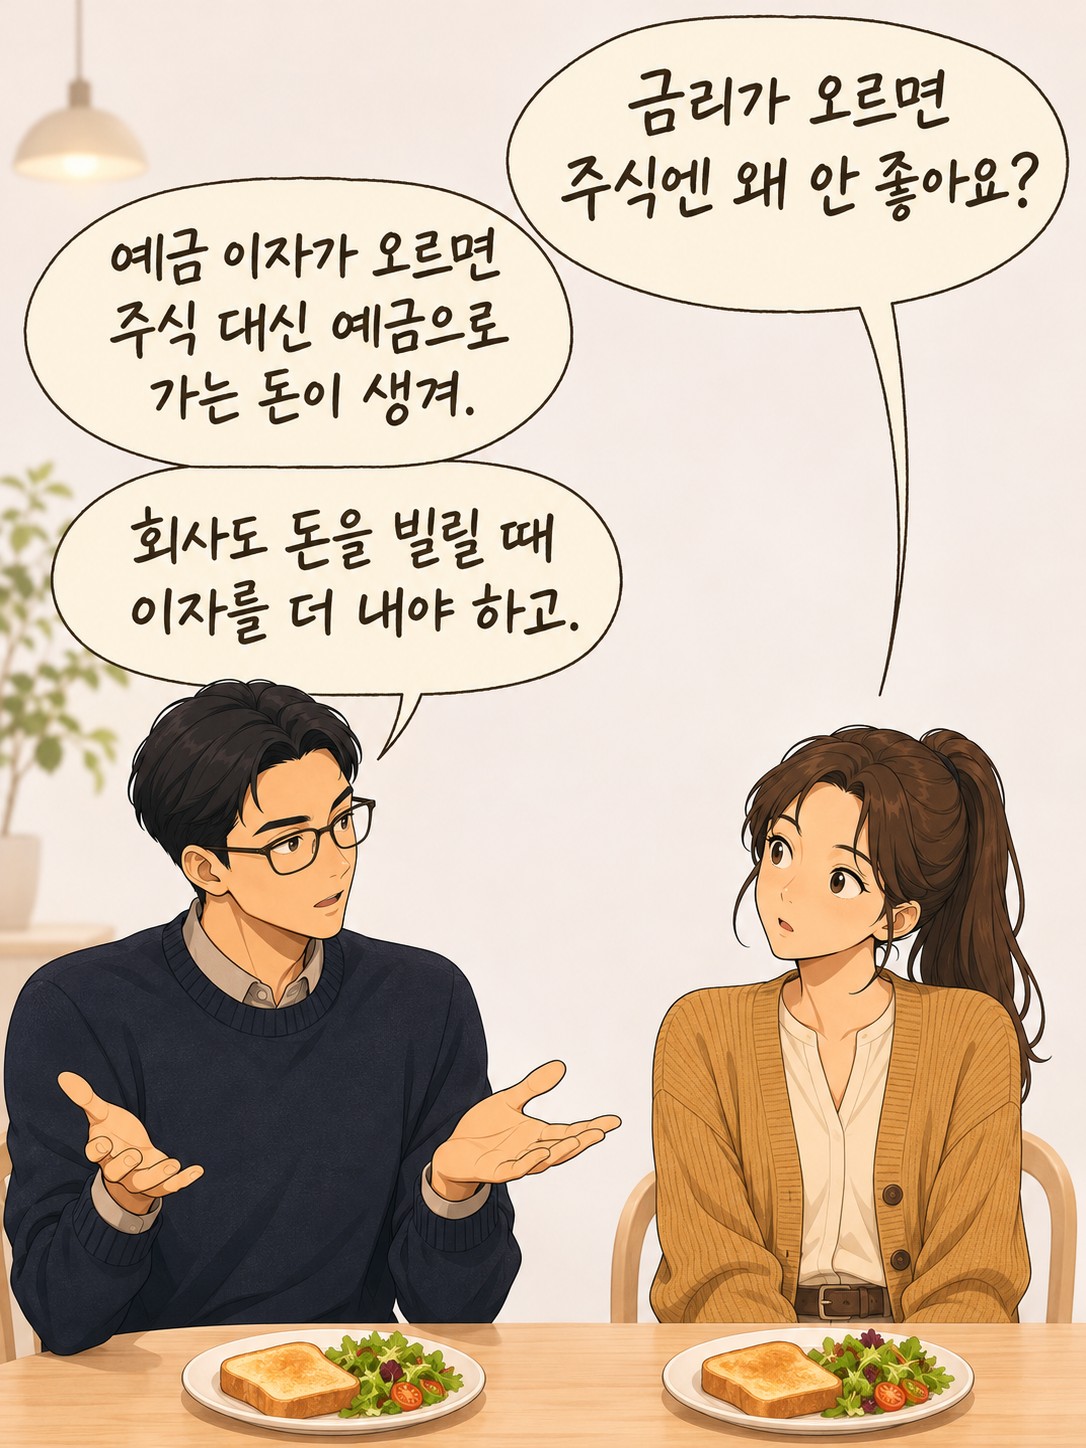 금리가 오르면
주식엔 왜 안 좋아요?
예금 이자가 오르면
주식 대신 예금으로
가는 돈이 생겨.
회사도 돈을 빌릴 때
이자를 더 내야 하고.